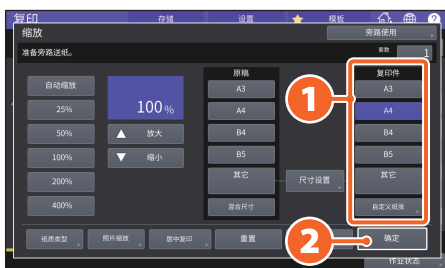 复印 存储 设置 模板
缩放 旁路使用
准备旁路送纸。 套数 1
原稿 复印件
自动缩放 A3 A3
25% 100% A4 A4
50% 放大 B4 B4
100% 缩小 B5 B5
200% 其它 尺寸设置 其它
400% 混合尺寸 自定义纸张
纸质类型 照片缩放 居中复印 重置 确定
作业状态
1
2